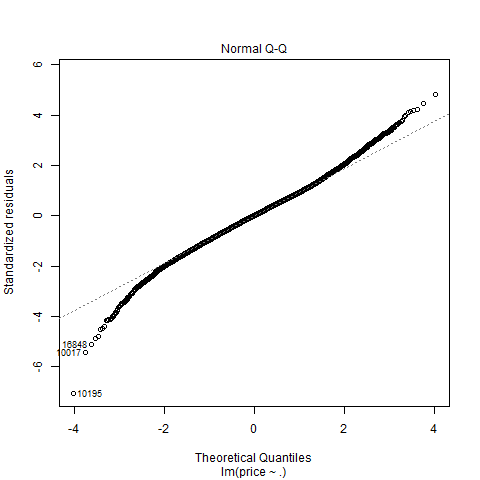 Normal Q-Q
6
4
2
0
-2
-4
-6
Standardized residuals
16848
10017
10195
-4 -2 0 2 4
Theoretical Quantiles
lm(price ~ .)